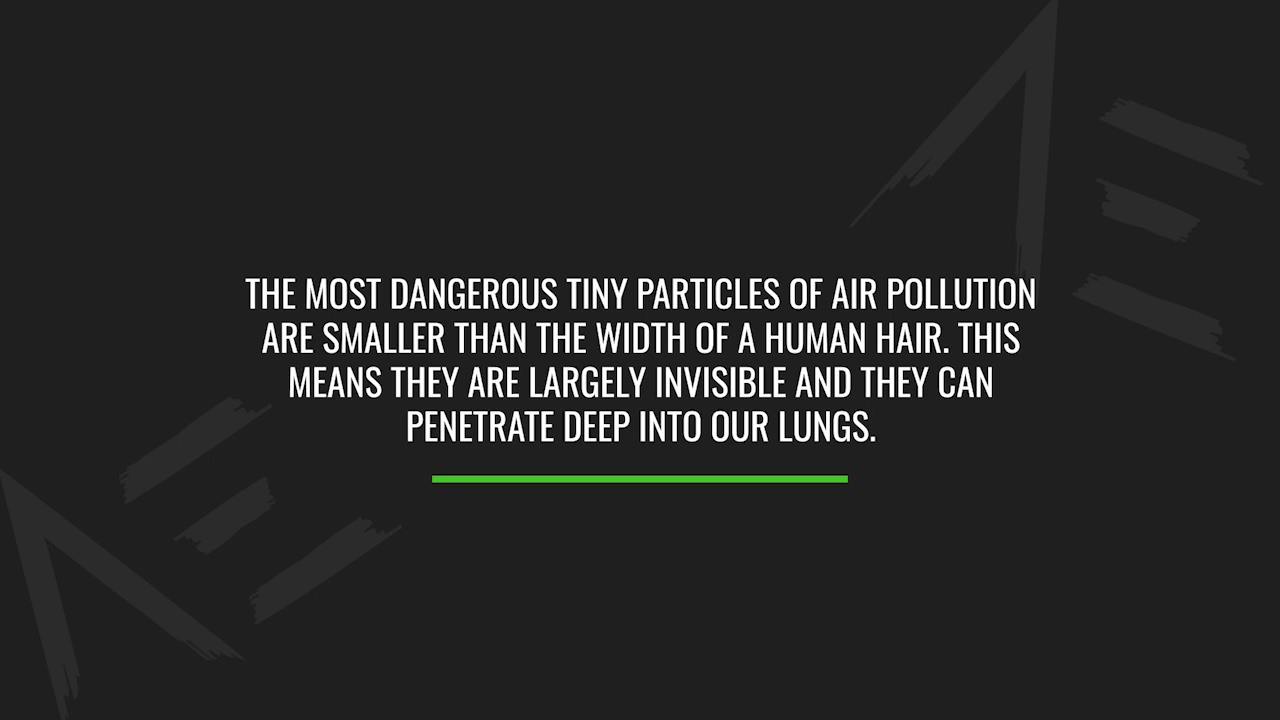 THE MOST DANGEROUS TINY PARTICLES OF AIR POLLUTION
ARE SMALLER THAN THE WIDTH OF A HUMAN HAIR. THIS
MEANS THEY ARE LARGELY INVISIBLE AND THEY CAN
PENETRATE DEEP INTO OUR LUNGS.